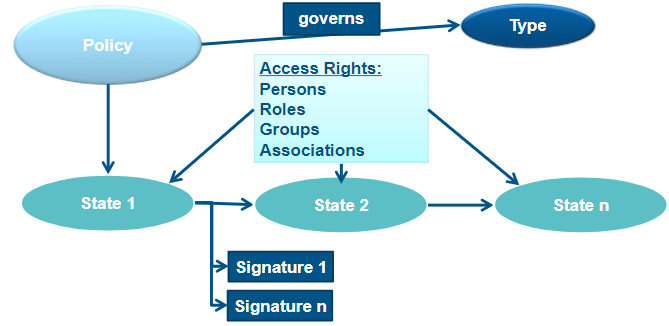 governs
Type
Policy
Access Rights:
Persons
Roles
Groups
Associations
State 1
State 2
State n
Signature 1
Signature n